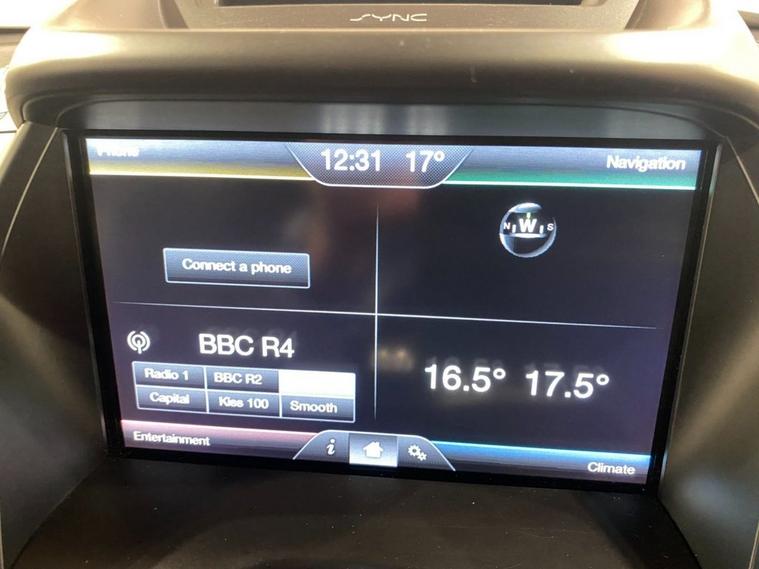 SYNC
Phone
12:31 17°
Navigation
N W S
Connect a phone
BBC R4
Radio 1 BBC R2
Capital Kiss 100 Smooth
16.5° 17.5°
Entertainment
i
Climate